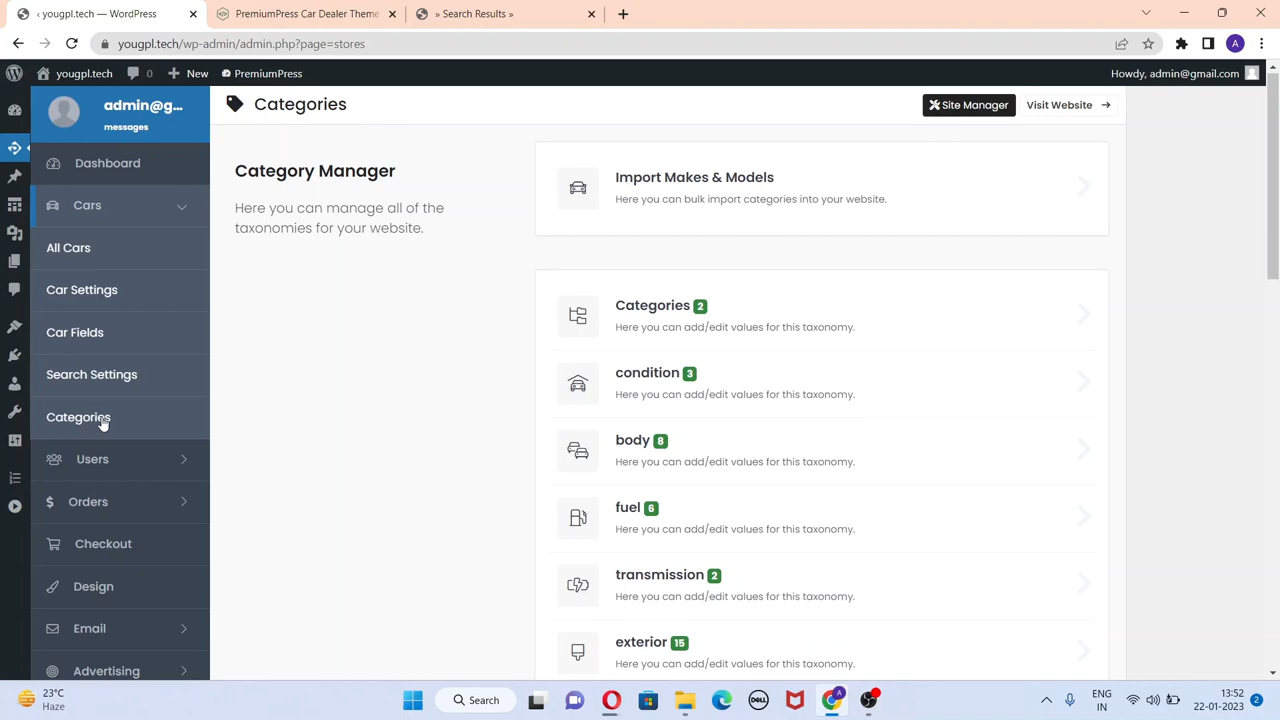 yougpl.tech — WordPress
PremiumPress Car Dealer Theme
» Search Results »
yougpl.tech/wp-admin/admin.php?page=stores
A
yougpl.tech
0
New
PremiumPress
Howdy, admin@gmail.com
admin@g...
messages
Dashboard
Cars
All Cars
Car Settings
Car Fields
Search Settings
Categories
Users
$ Orders
Checkout
Design
Email
Advertising
Categories
Site Manager
Visit Website →
Category Manager
Here you can manage all of the
taxonomies for your website.
Import Makes & Models
Here you can bulk import categories into your website.
Categories 2
Here you can add/edit values for this taxonomy.
condition 3
Here you can add/edit values for this taxonomy.
body 8
Here you can add/edit values for this taxonomy.
fuel 6
Here you can add/edit values for this taxonomy.
transmission 2
Here you can add/edit values for this taxonomy.
exterior 15
Here you can add/edit values for this taxonomy.
23°C
Haze
Search
DELL
A
ENG
IN
13:52
22-01-2023
2